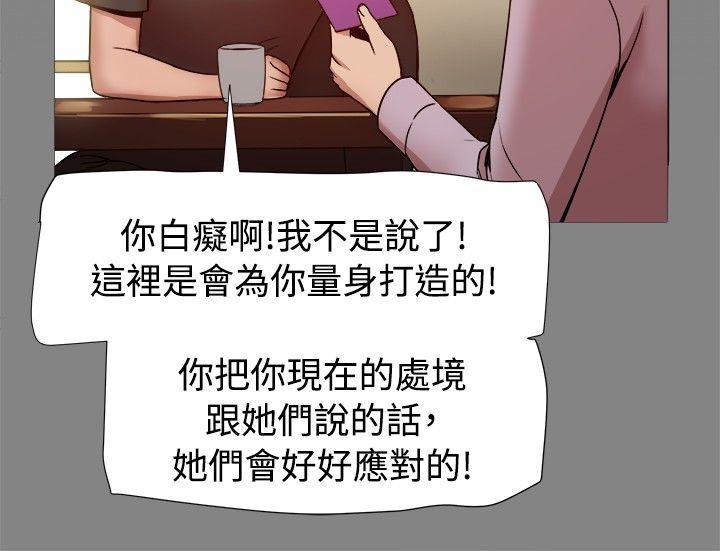 你白癡啊!我不是說了!
這裡是會為你量身打造的!
你把你現在的處境
跟她們說的話,
她們會好好應對的!